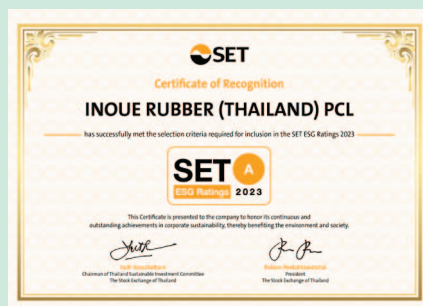 SET
Certificate of Recognition
INOUE RUBBER (THAILAND) PCL
has successfully met the selection criteria required for inclusion in the SET ESG Ratings 2023
SET A
ESG Ratings 2023
This Certificate is presented to the company to honor its continuous and
outstanding achievements in corporate sustainability, thereby benefiting the environment and society.
Chairman of Thailand Sustainable Investment Committee
The Stock Exchange of Thailand
President
The Stock Exchange of Thailand